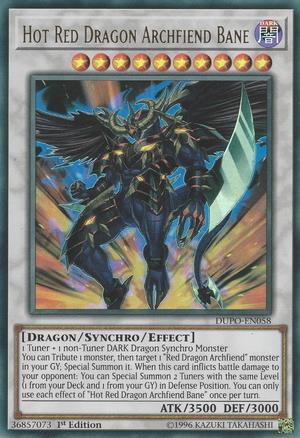 HOT RED DRAGON ARCHFIEND BANE
DARK
闇
DUPO-EN058
[DRAGON/SYNCHRO/EFFECT]
1 Tuner + 1 non-Tuner DARK Dragon Synchro Monster
You can Tribute 1 monster, then target 1 "Red Dragon Archfiend" monster
in your GY; Special Summon it. When this card inflicts battle damage to
your opponent: You can Special Summon 2 Tuners with the same Level
(1 from your Deck and 1 from your GY) in Defense Position. You can only
use each effect of "Hot Red Dragon Archfiend Bane" once per turn.
ATK/3500 DEF/3000
36857073 1st Edition ©1996 KAZUKI TAKAHASHI